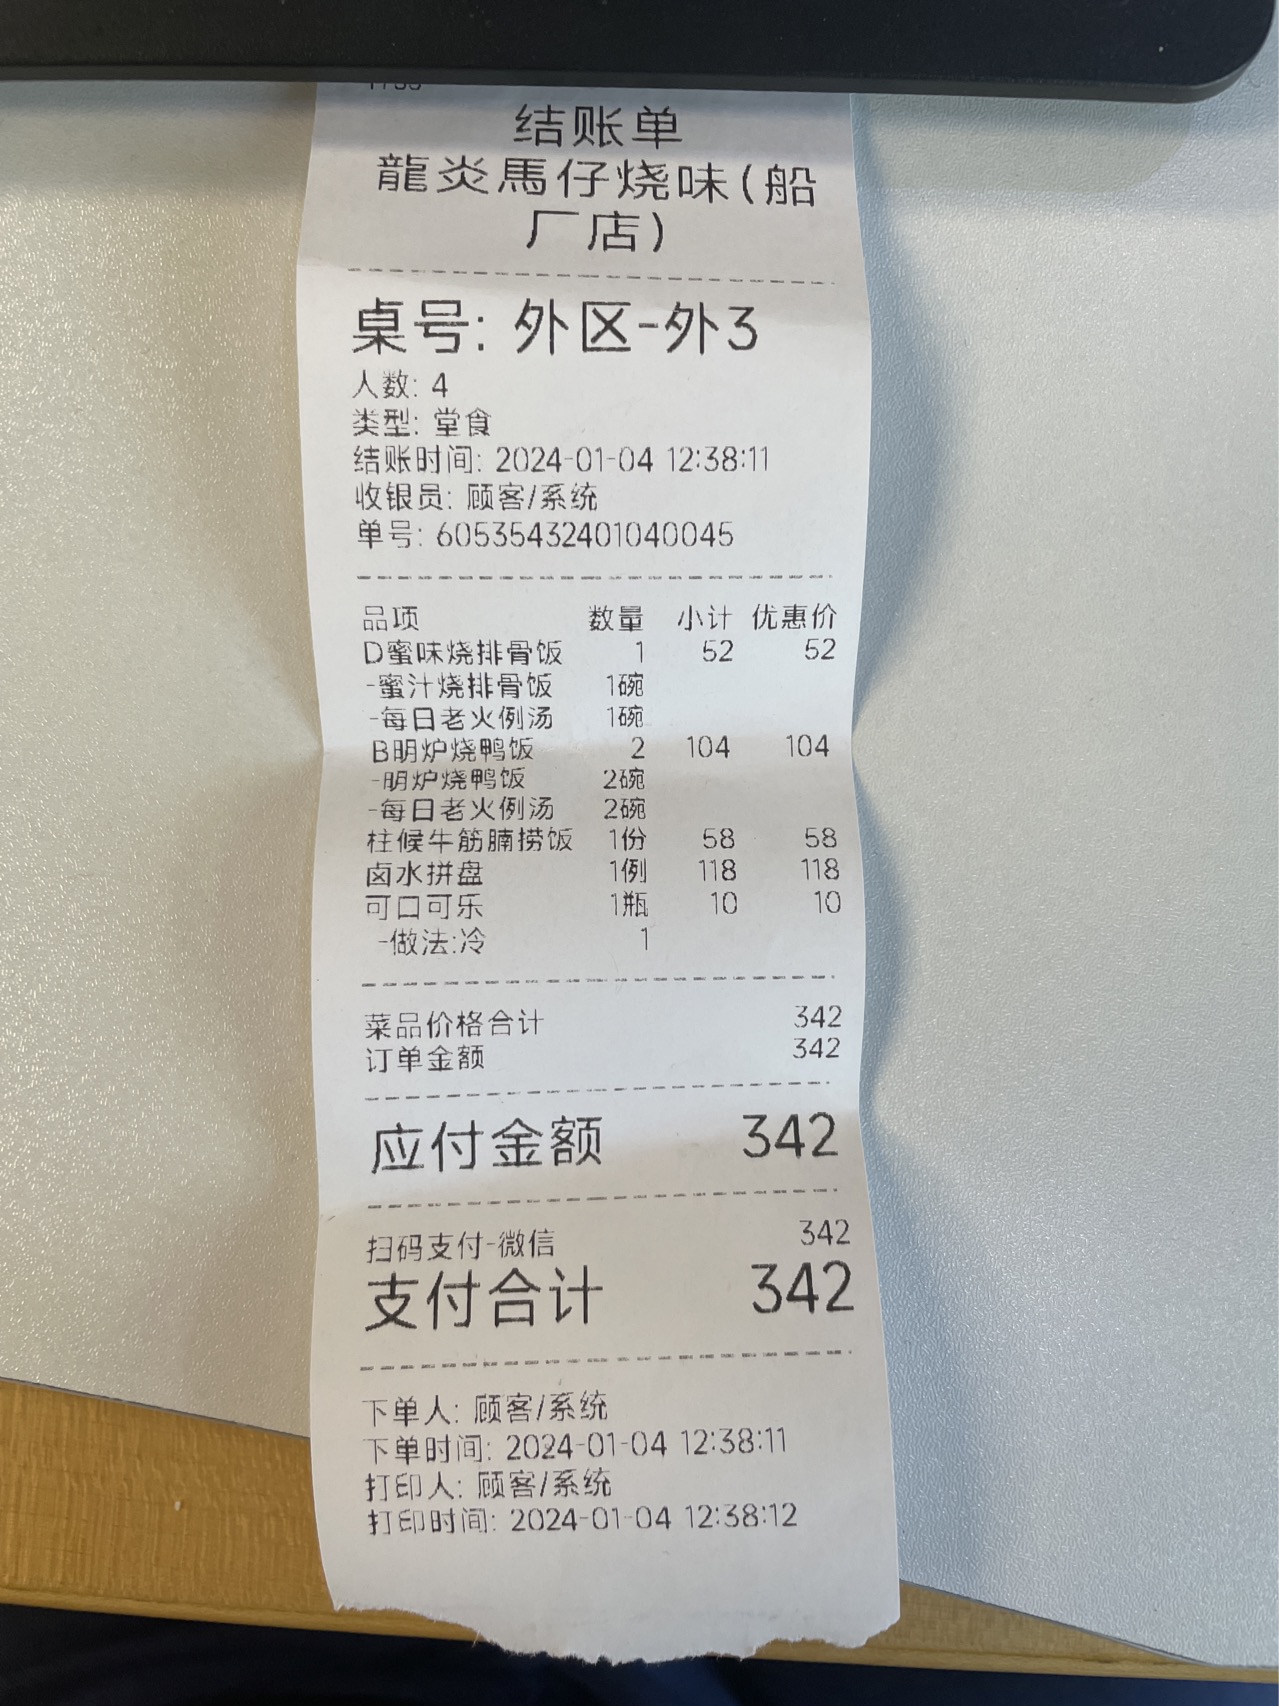 结账单
龍炎馬仔烧味(船
厂店)
桌号: 外区-外3
人数: 4
类型: 堂食
结账时间: 2024-01-04 12:38:11
收银员: 顾客/系统
单号: 60535432401040045
品项 数量 小计 优惠价
D蜜味烧排骨饭 1 52 52
-蜜汁烧排骨饭 1碗
-每日老火例汤 1碗
B明炉烧鸭饭 2 104 104
-明炉烧鸭饭 2碗
-每日老火例汤 2碗
柱候牛筋腩捞饭 1份 58 58
卤水拼盘 1例 118 118
可口可乐 1瓶 10 10
-做法:冷 1
菜品价格合计 342
订单金额 342
应付金额 342
扫码支付-微信 342
支付合计 342
下单人: 顾客/系统
下单时间: 2024-01-04 12:38:11
打印人: 顾客/系统
打印时间: 2024-01-04 12:38:12